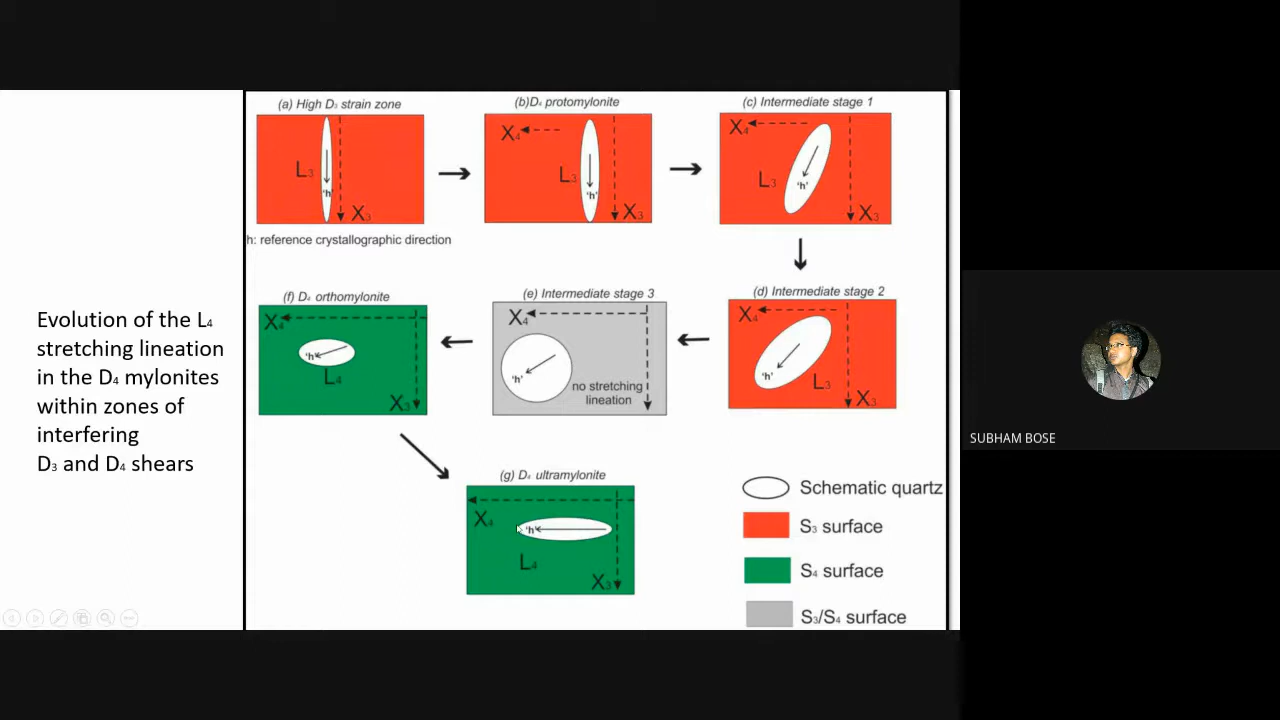 Evolution of the L4
stretching lineation
in the D4 mylonites
within zones of
interfering
D3 and D4 shears
(a) High D3 strain zone
L3
'h'
X3
h: reference crystallographic direction
(b)D4 protomylonite
X4
L3
'h'
X3
(c) Intermediate stage 1
X4
L3
'h'
X3
(d) Intermediate stage 2
X4
'h'
L3
X3
(e) Intermediate stage 3
X4
'h'
no stretching
lineation
(f) D4 orthomylonite
X4
'h'
L4
X3
(g) D4 ultramylonite
X4
'h'
L4
X3
Schematic quartz
S3 surface
S4 surface
S3/S4 surface
SUBHAM BOSE